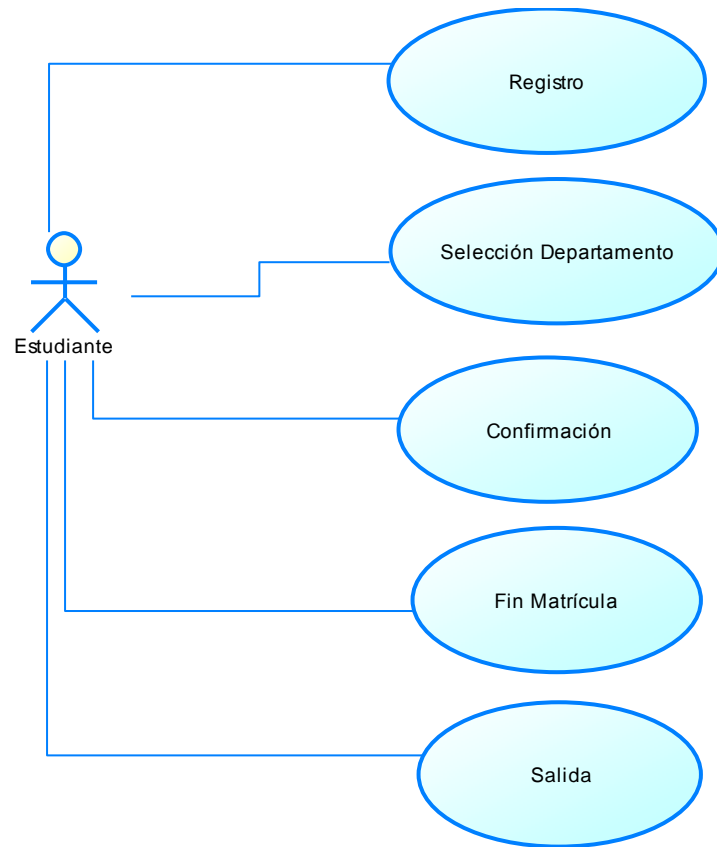 Registro
Selección Departamento
Estudiante
Confirmación
Fin Matrícula
Salida